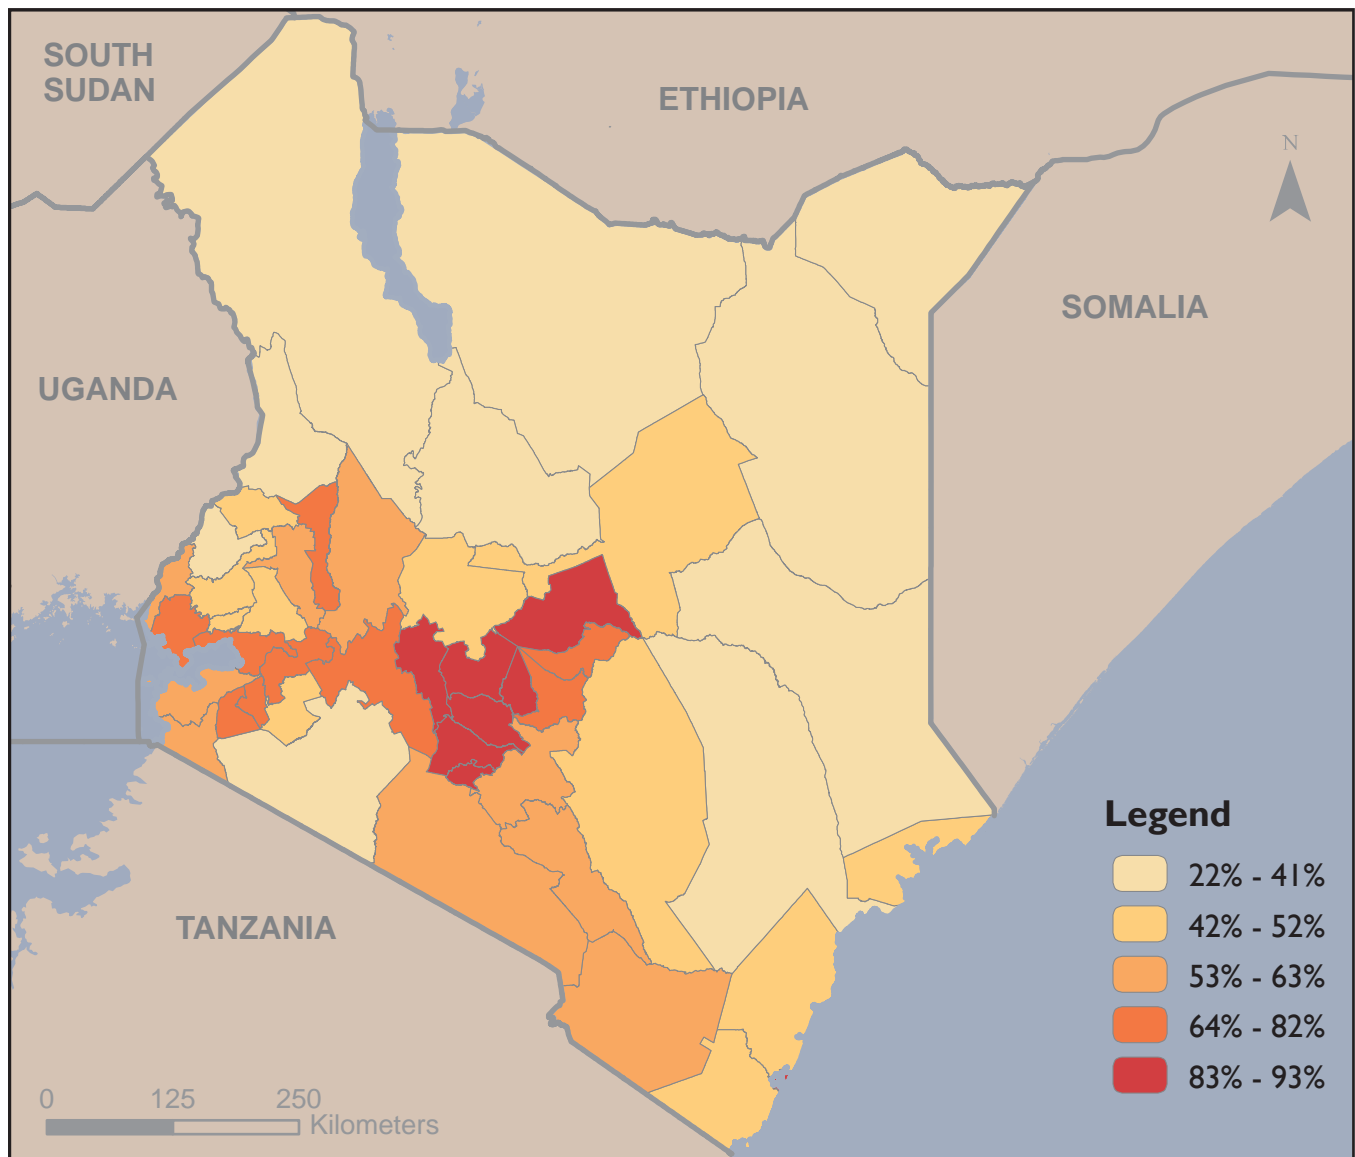 SOUTH
SUDAN
ETHIOPIA
N
SOMALIA
UGANDA
TANZANIA
Legend
22% - 41%
42% - 52%
53% - 63%
64% - 82%
83% - 93%
0 125 250
Kilometers